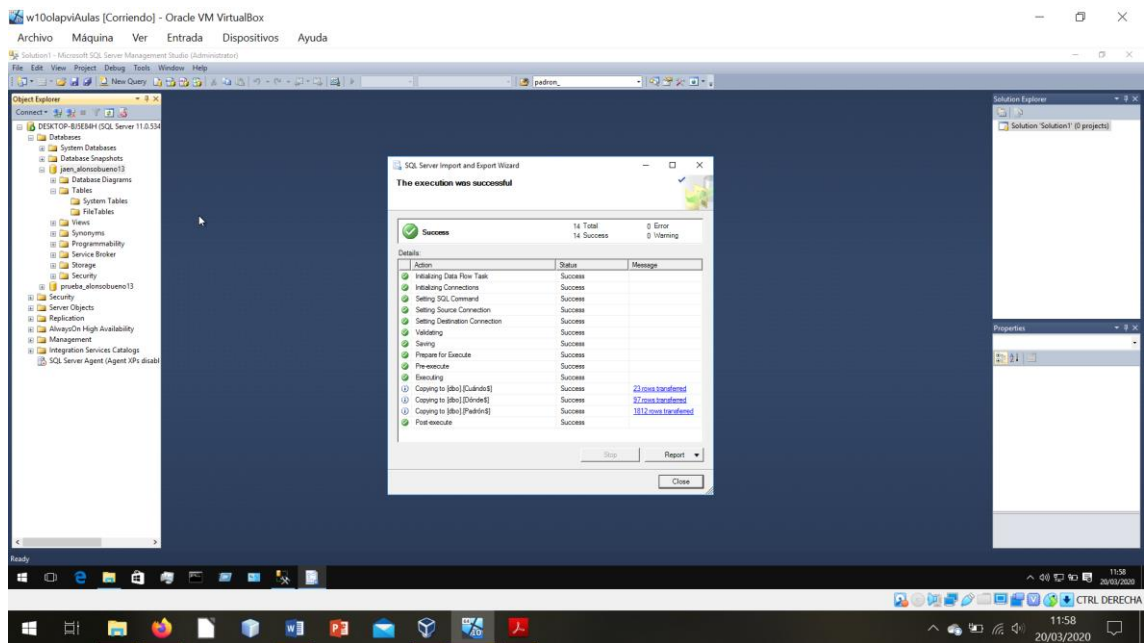 w10olapviAulas [Corriendo] - Oracle VM VirtualBox
Archivo Máquina Ver Entrada Dispositivos Ayuda
Solution1 - Microsoft SQL Server Management Studio (Administrator)
File Edit View Project Debug Tools Window Help
New Query
padron_
Object Explorer
Connect
DESKTOP-BJ5E84H (SQL Server 11.0.534
Databases
System Databases
Database Snapshots
jaen_alonsobueno13
Database Diagrams
Tables
System Tables
FileTables
Views
Synonyms
Programmability
Service Broker
Storage
Security
prueba_alonsobueno13
Security
Server Objects
Replication
AlwaysOn High Availability
Management
Integration Services Catalogs
SQL Server Agent (Agent XPs disabl
SQL Server Import and Export Wizard
The execution was successful
Success
14 Total 0 Error
14 Success 0 Warning
Details:
Action Status Message
Initializing Data Flow Task Success
Initializing Connections Success
Setting SQL Command Success
Setting Source Connection Success
Setting Destination Connection Success
Validating Success
Saving Success
Prepare for Execute Success
Pre-execute Success
Executing Success
Copying to [dbo].[Cuándo$] Success 23 rows transferred
Copying to [dbo].[Dónde$] Success 97 rows transferred
Copying to [dbo].[Padrón$] Success 1812 rows transferred
Post-execute Success
Stop Report
Close
Solution Explorer
Solution 'Solution1' (0 projects)
Properties
Ready
11:58
20/03/2020
CTRL DERECHA
11:58
20/03/2020